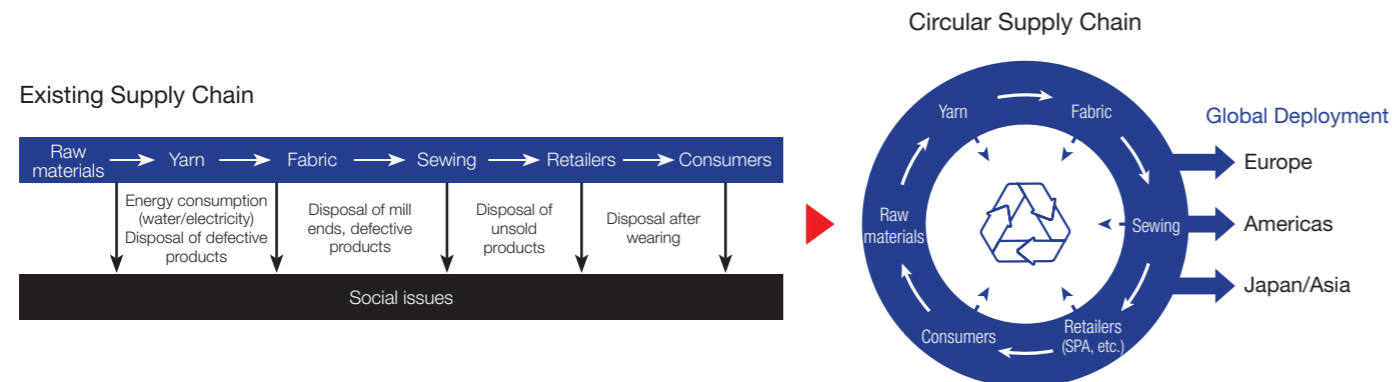 Circular Supply Chain
Existing Supply Chain
Raw
materials
Yarn
Fabric
Sewing
Retailers
Consumers
Energy consumption
(water/electricity)
Disposal of defective
products
Disposal of mill
ends, defective
products
Disposal of
unsold
products
Disposal after
wearing
Social issues
Yarn
Fabric
Sewing
Retailers
(SPA, etc.)
Consumers
Raw
materials
Global Deployment
Europe
Americas
Japan/Asia